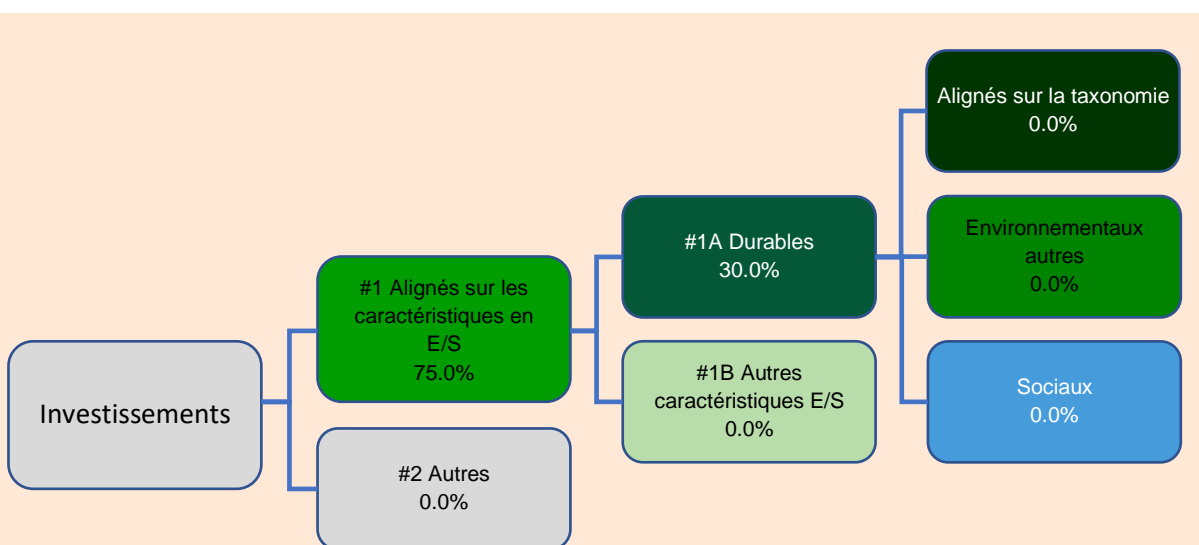 Investissements
#1 Alignés sur les
caractéristiques en
E/S
75.0%
#2 Autres
0.0%
#1A Durables
30.0%
#1B Autres
caractéristiques E/S
0.0%
Alignés sur la taxonomie
0.0%
Environnementaux
autres
0.0%
Sociaux
0.0%